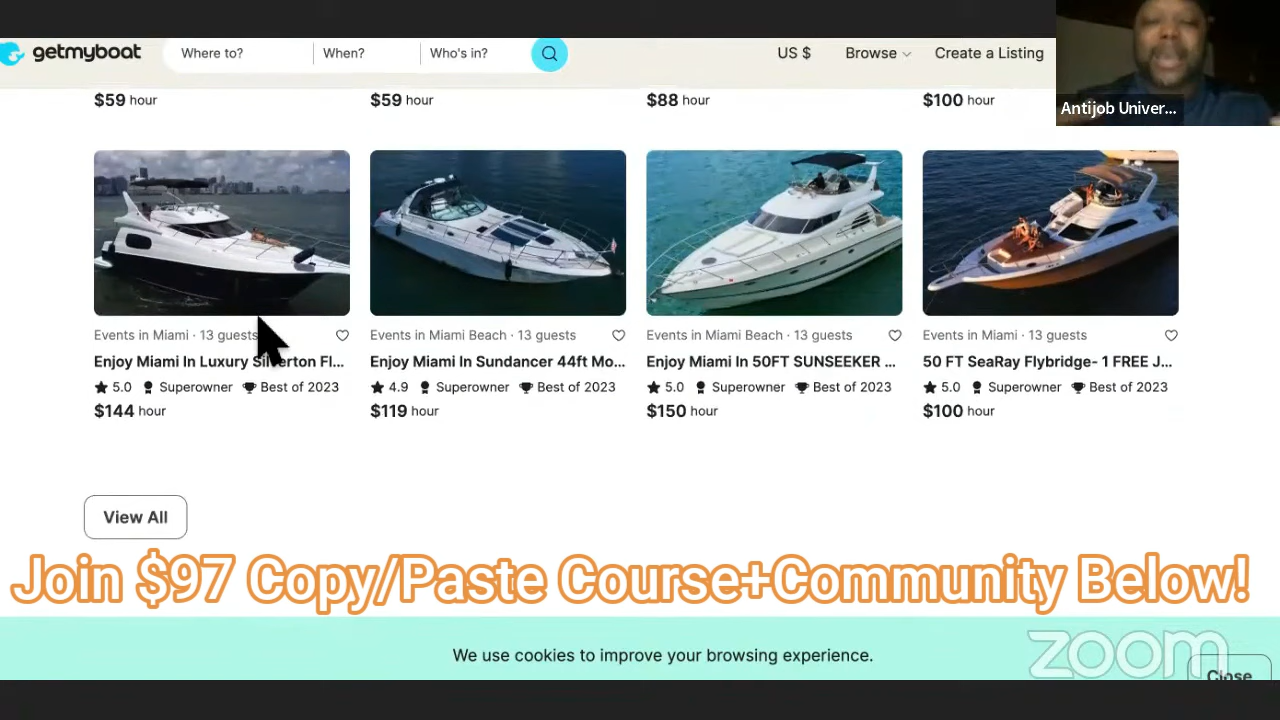 getmyboat Where to? When? Who's in? US $ Browse Create a Listing
Antijob Univer...
$59 hour $59 hour $88 hour $100 hour
Events in Miami · 13 guests Events in Miami Beach · 13 guests Events in Miami Beach · 13 guests Events in Miami · 13 guests
Enjoy Miami In Luxury Silverton Fl... Enjoy Miami In Sundancer 44ft Mo... Enjoy Miami In 50FT SUNSEEKER ... 50 FT SeaRay Flybridge- 1 FREE J...
5.0 Superowner Best of 2023 4.9 Superowner Best of 2023 5.0 Superowner Best of 2023 5.0 Superowner Best of 2023
$144 hour $119 hour $150 hour $100 hour
View All
Join $97 Copy/Paste Course+Community Below!
We use cookies to improve your browsing experience.
zoom
Close